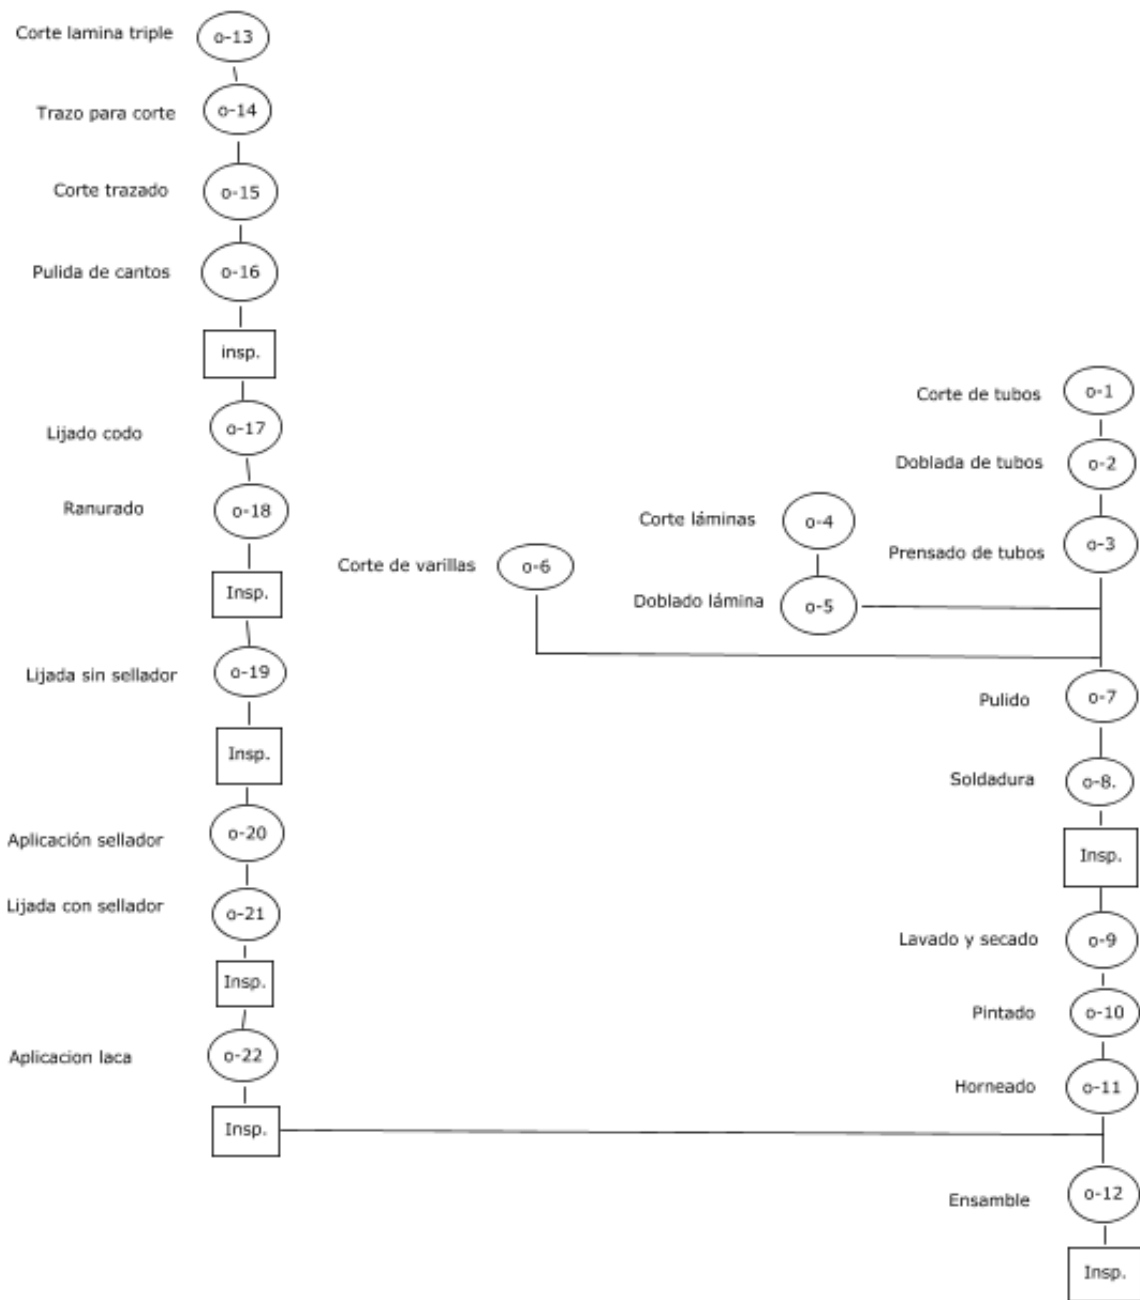 Corte lamina triple
o-13
Trazo para corte
o-14
Corte trazado
o-15
Pulida de cantos
o-16
insp.
Lijado codo
o-17
Ranurado
o-18
Insp.
Lijada sin sellador
o-19
Insp.
Aplicación sellador
o-20
Lijada con sellador
o-21
Insp.
Aplicacion laca
o-22
Insp.
Corte de varillas
o-6
Corte láminas
o-4
Doblado lámina
o-5
Corte de tubos
o-1
Doblada de tubos
o-2
Prensado de tubos
o-3
Pulido
o-7
Soldadura
o-8.
Insp.
Lavado y secado
o-9
Pintado
o-10
Horneado
o-11
Ensamble
o-12
Insp.